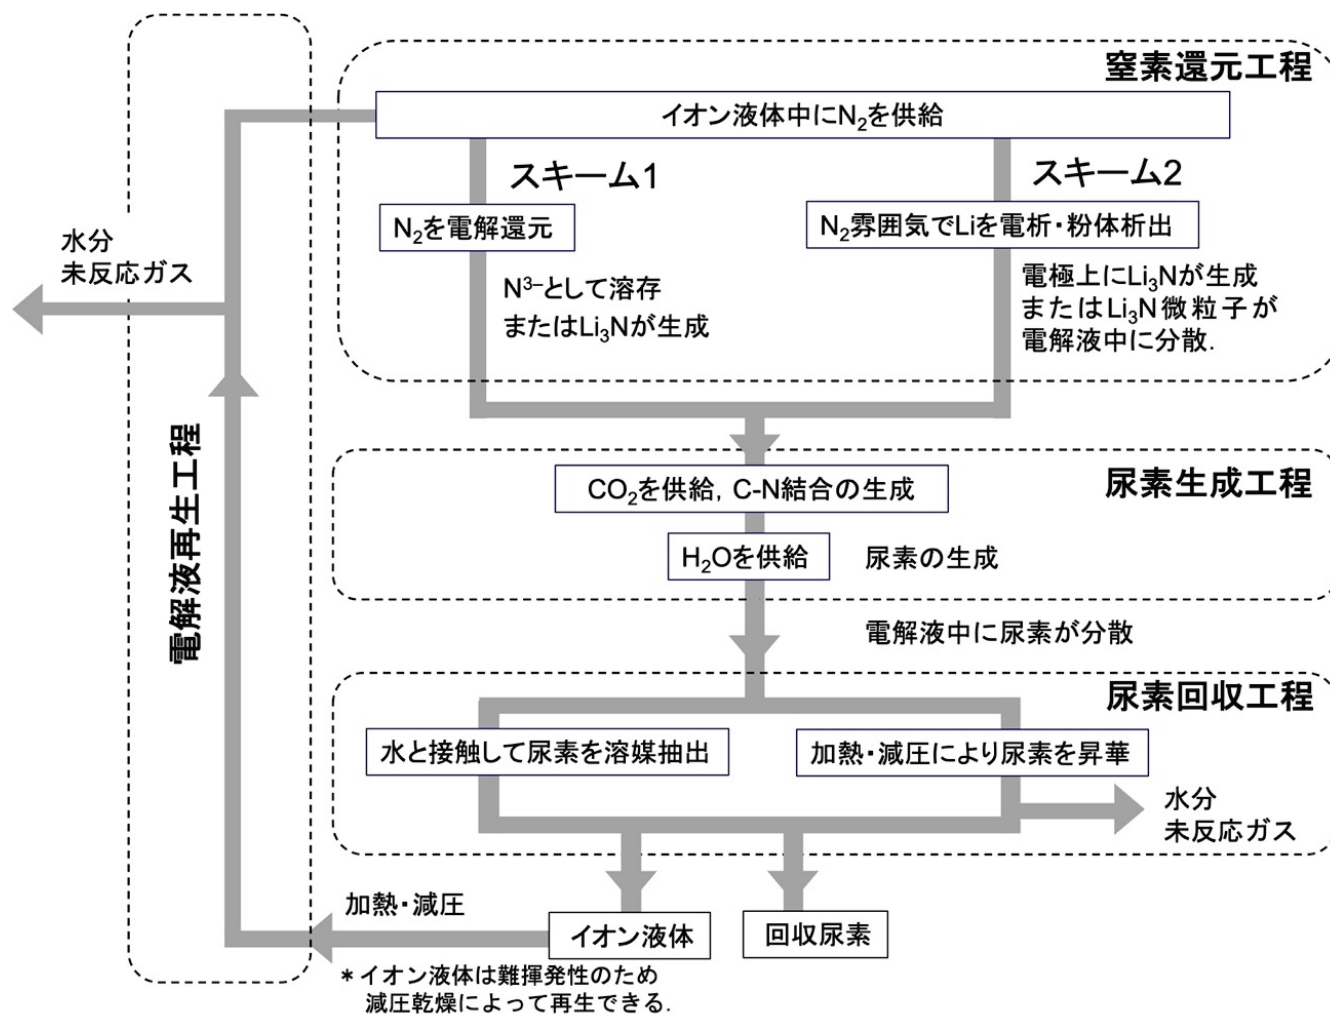 窒素還元工程
イオン液体中にN₂を供給
スキーム1
スキーム2
N₂を電解還元
N₂雰囲気でLiを電析・粉体析出
N³⁻として溶存
またはLi₃Nが生成
電極上にLi₃Nが生成
またはLi₃N微粒子が
電解液中に分散.
水分
未反応ガス
電解液再生工程
尿素生成工程
CO₂を供給, C-N結合の生成
H₂Oを供給
尿素の生成
電解液中に尿素が分散
尿素回収工程
水と接触して尿素を溶媒抽出
加熱・減圧により尿素を昇華
水分
未反応ガス
加熱・減圧
イオン液体
回収尿素
* イオン液体は難揮発性のため
減圧乾燥によって再生できる.